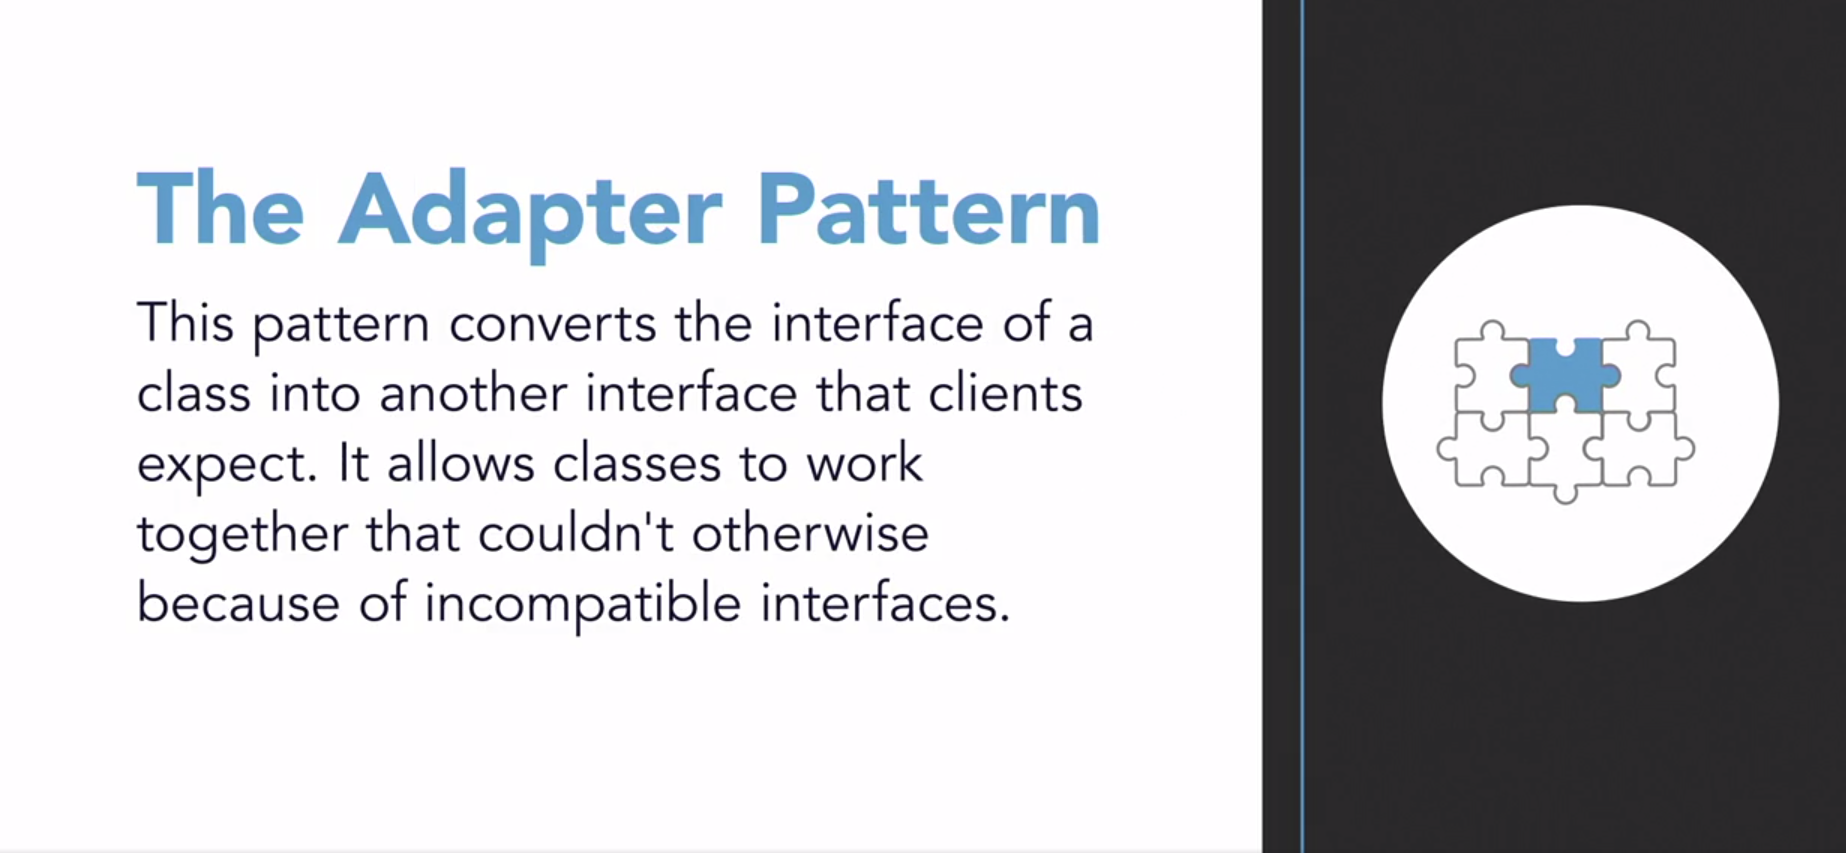 The Adapter Pattern
This pattern converts the interface of a
class into another interface that clients
expect. It allows classes to work
together that couldn't otherwise
because of incompatible interfaces.